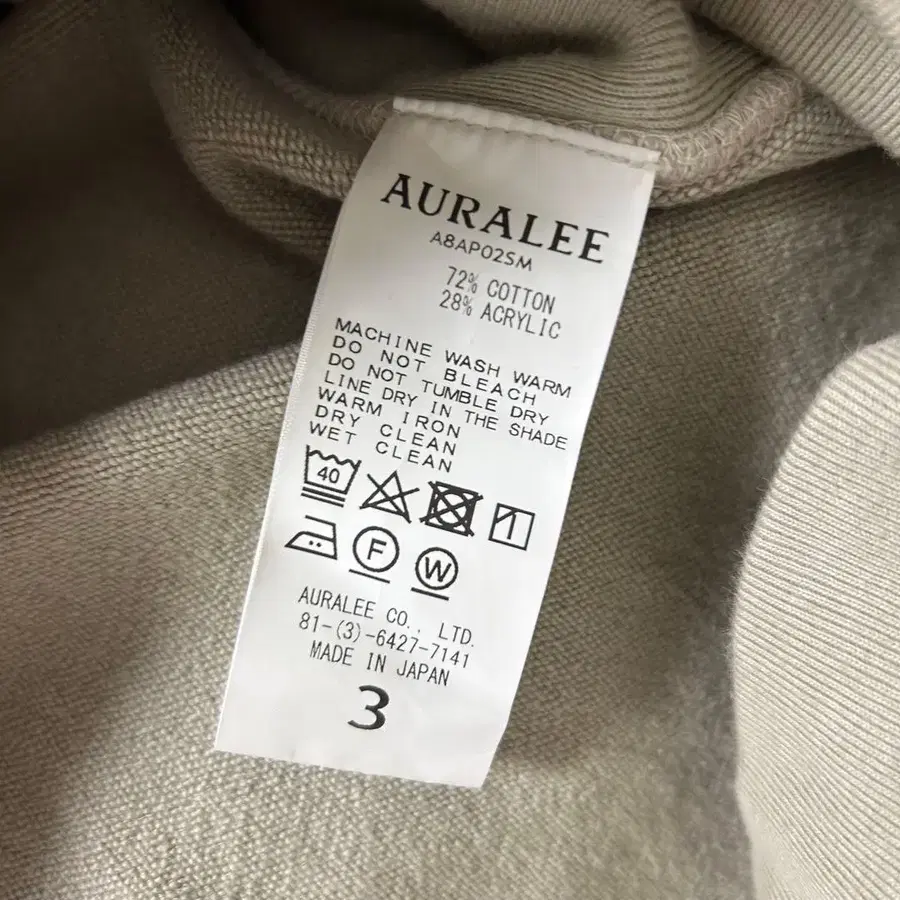 AURALEE
A8AP02SM
72% COTTON
28% ACRYLIC
MACHINE WASH WARM
DO NOT BLEACH
DO NOT TUMBLE DRY
LINE DRY IN THE SHADE
WARM IRON
DRY CLEAN
WET CLEAN
40
F W
AURALEE CO., LTD.
81-(3)-6427-7141
MADE IN JAPAN
3